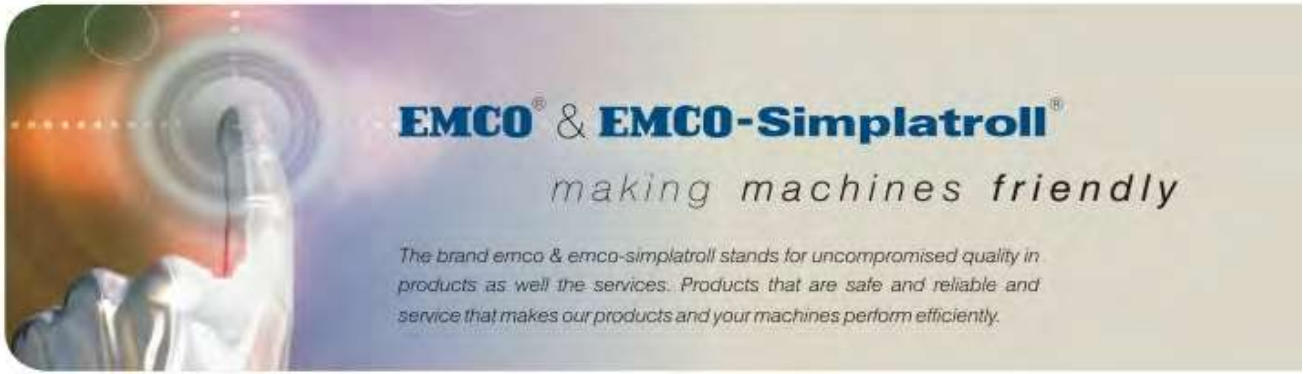 EMCO® & EMCO-Simplatroll®
making machines friendly
The brand emco & emco-simplatroll stands for uncompromised quality in
products as well the services. Products that are safe and reliable and
service that makes our products and your machines perform efficiently.